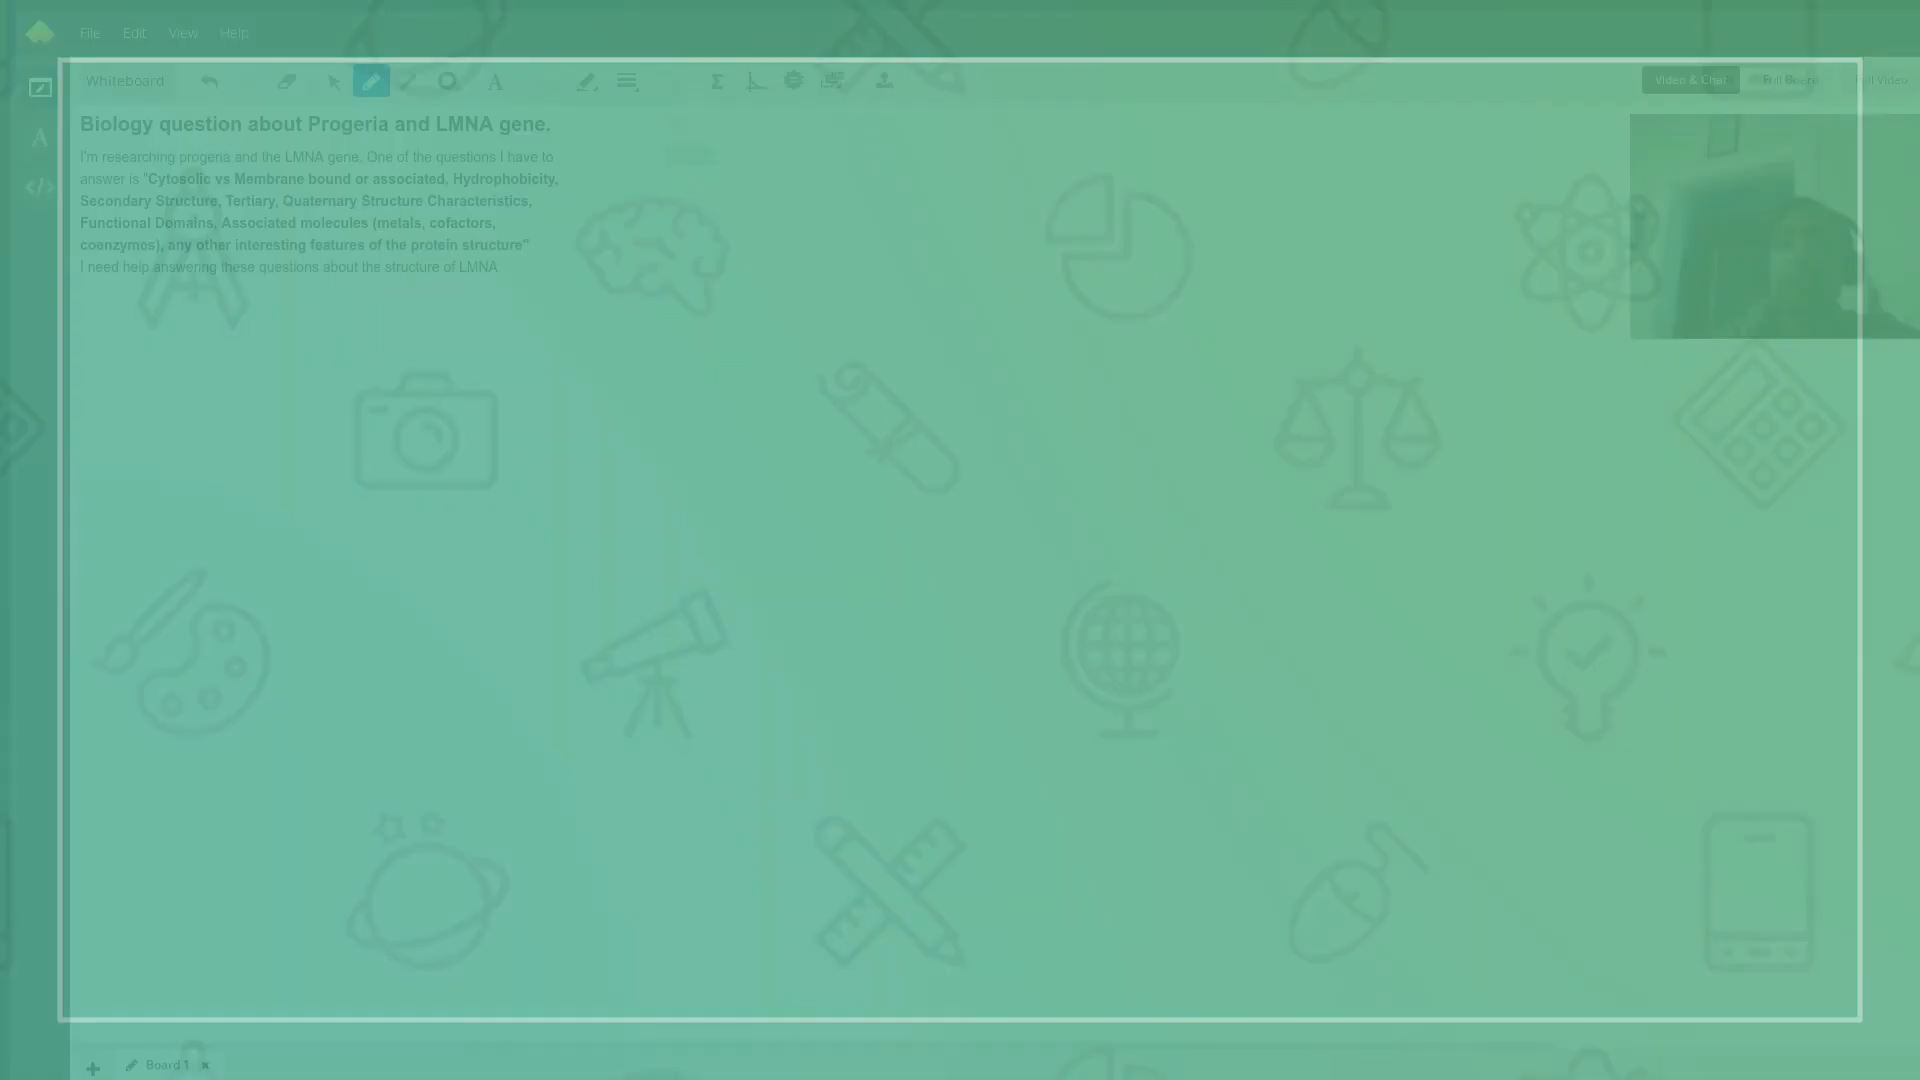 File Edit View Help
Whiteboard
A
Σ
Video & Chat Full Board Full Video
Biology question about Progeria and LMNA gene.
I'm researching progeria and the LMNA gene. One of the questions I have to
answer is "Cytosolic vs Membrane bound or associated, Hydrophobicity,
Secondary Structure, Tertiary, Quaternary Structure Characteristics,
Functional Domains, Associated molecules (metals, cofactors,
coenzymes), any other interesting features of the protein structure"
I need help answering these questions about the structure of LMNA.
A
</>
Board 1